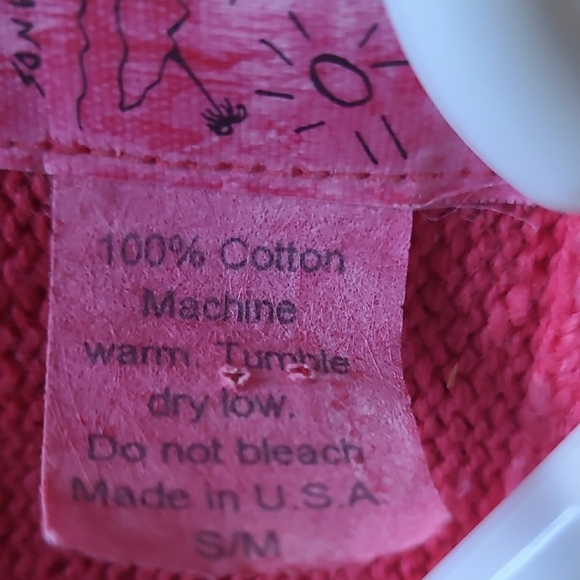 100% Cotton
Machine
warm. Tumble
dry low.
Do not bleach
Made in U.S.A
S/M